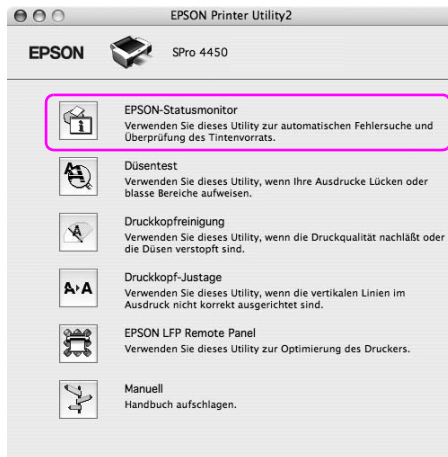 EPSON Printer Utility2
EPSON
SPro 4450
EPSON-Statusmonitor
Verwenden Sie dieses Utility zur automatischen Fehlersuche und
Überprüfung des Tintenvorrats.
Düsentest
Verwenden Sie dieses Utility, wenn Ihre Ausdrucke Lücken oder
blasse Bereiche aufweisen.
Druckkopfreinigung
Verwenden Sie dieses Utility, wenn die Druckqualität nachläßt oder
die Düsen verstopft sind.
Druckkopf-Justage
Verwenden Sie dieses Utility, wenn die vertikalen Linien im
Ausdruck nicht korrekt ausgerichtet sind.
EPSON LFP Remote Panel
Verwenden Sie dieses Utility zur Optimierung des Druckers.
Manuell
Handbuch aufschlagen.